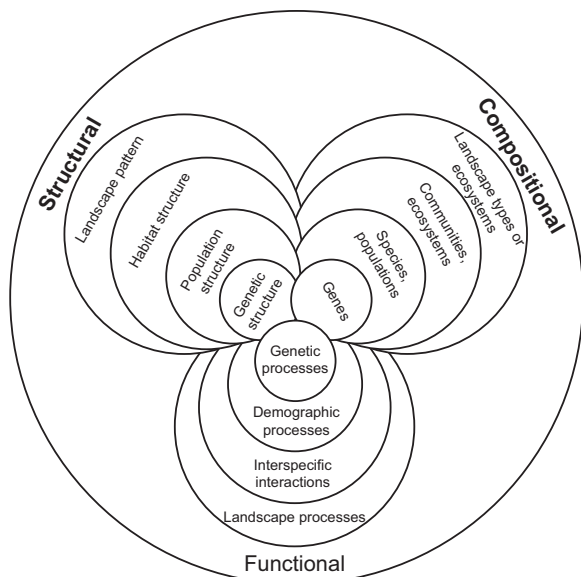 Structural
Landscape pattern
Habitat structure
Population
structure
Genetic
structure
Compositional
Landscape types or
ecosystems
Communities,
ecosystems
Species,
populations
Genes
Genetic
processes
Demographic
processes
Interspecific
interactions
Landscape processes
Functional